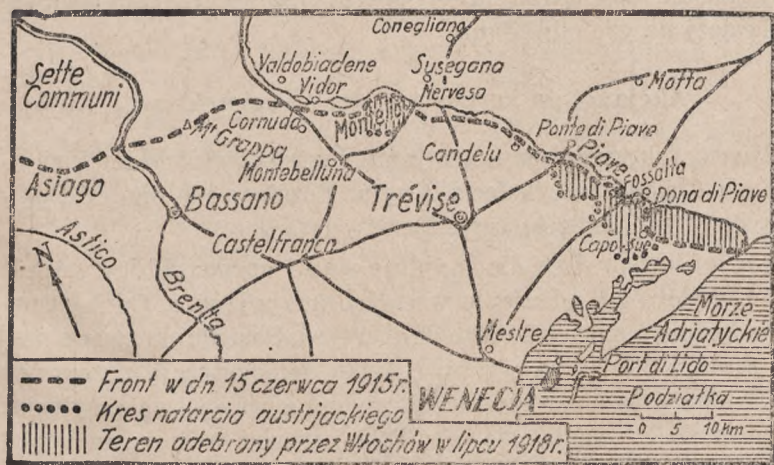 Conegliano
Valdobiadene
Susegana
Sette
Communi
Vidor
Nervesa
Motta
Cornuda
Montello
Ponte di Piave
Mt Grappa
Piave
Candelu
Fossalta
Montebelluna
Asiago
Dona di Piave
Bassano
Trévise
Castelfranco
Capo-Sile
Astico
N
Brenta
Morze
Adrjatyckie
Mestre
Port di Lido
WENECJA
Podziałka
0 5 10 km
Front w dn. 15 czerwca 1915 r.
Kres natarcia austrjackiego
Teren odebrany przez Włochów w lipcu 1918 r.